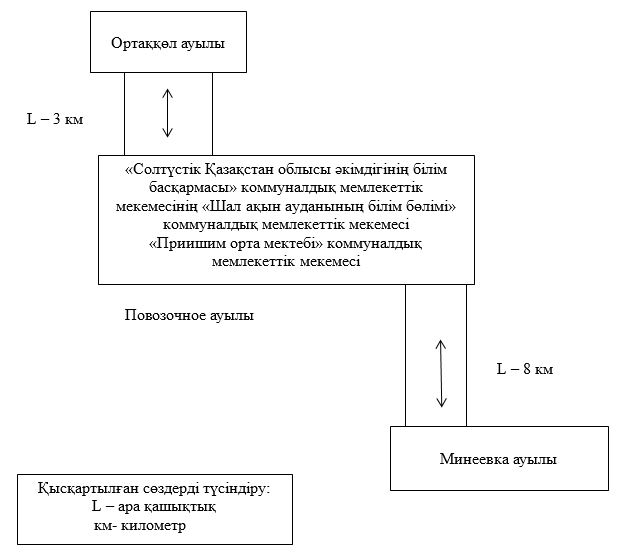 Ортаққөл ауылы
L – 3 км
«Солтүстік Қазақстан облысы әкімдігінің білім
басқармасы» коммуналдық мемлекеттік
мекемесінің «Шал ақын ауданының білім бөлімі»
коммуналдық мемлекеттік мекемесі
«Приишим орта мектебі» коммуналдық
мемлекеттік мекемесі
Повозочное ауылы
L – 8 км
Минеевка ауылы
Қысқартылған сөздерді түсіндіру:
L – ара қашықтық
км- километр